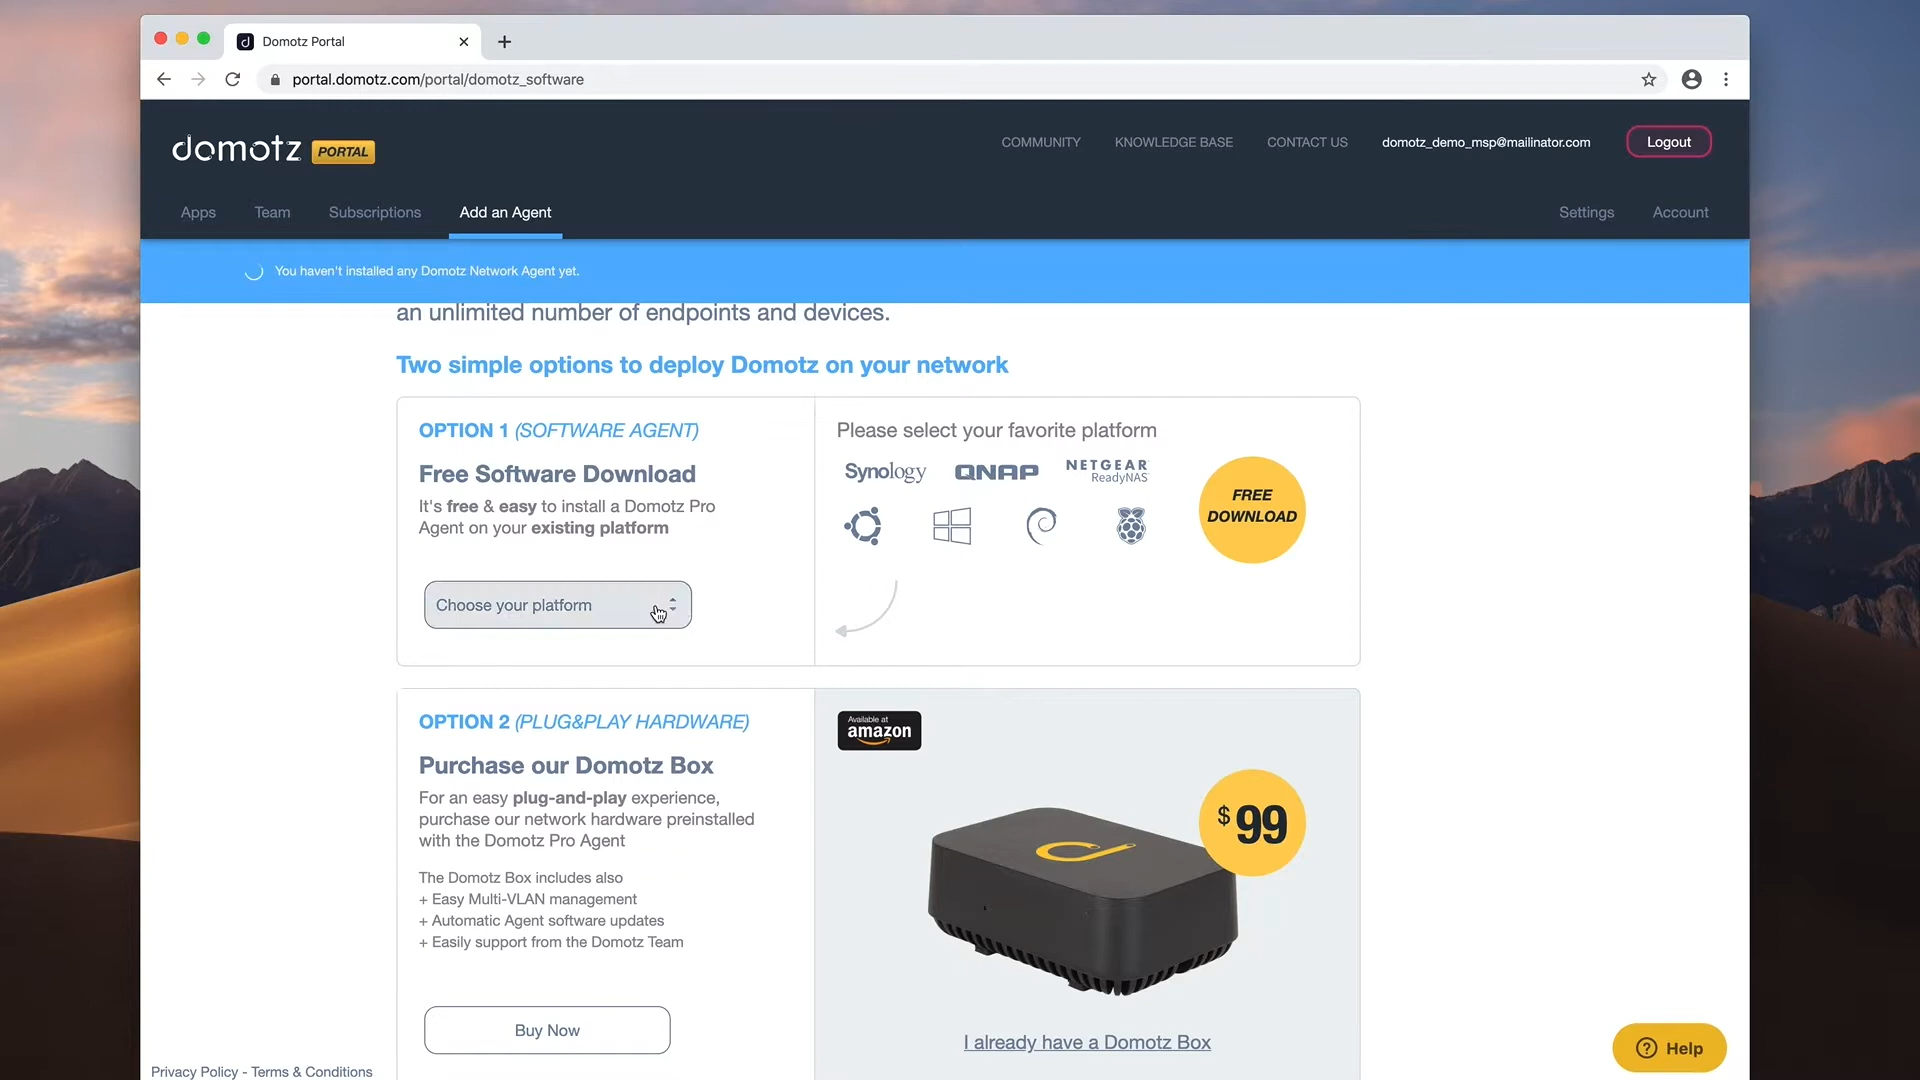 Domotz Portal
portal.domotz.com/portal/domotz_software
domotz PORTAL
COMMUNITY
KNOWLEDGE BASE
CONTACT US
domotz_demo_msp@mailinator.com
Logout
Apps
Team
Subscriptions
Add an Agent
Settings
Account
You haven't installed any Domotz Network Agent yet.
an unlimited number of endpoints and devices.
Two simple options to deploy Domotz on your network
OPTION 1 (SOFTWARE AGENT)
Free Software Download
It's free & easy to install a Domotz Pro
Agent on your existing platform
Choose your platform
Please select your favorite platform
Synology
QNAP
NETGEAR
ReadyNAS
FREE
DOWNLOAD
OPTION 2 (PLUG&PLAY HARDWARE)
Purchase our Domotz Box
For an easy plug-and-play experience,
purchase our network hardware preinstalled
with the Domotz Pro Agent
The Domotz Box includes also
+ Easy Multi-VLAN management
+ Automatic Agent software updates
+ Easily support from the Domotz Team
Buy Now
Available at
amazon
$99
I already have a Domotz Box
Help
Privacy Policy - Terms & Conditions